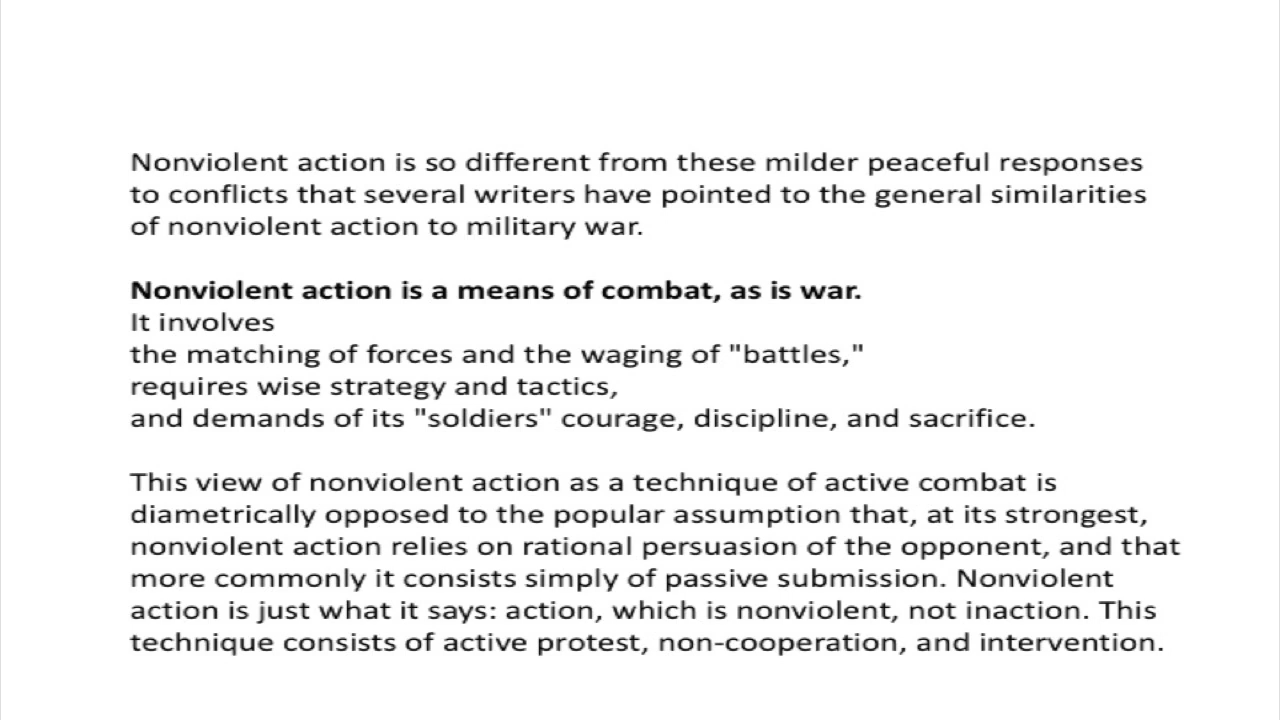 Nonviolent action is so different from these milder peaceful responses
to conflicts that several writers have pointed to the general similarities
of nonviolent action to military war.
Nonviolent action is a means of combat, as is war.
It involves
the matching of forces and the waging of "battles,"
requires wise strategy and tactics,
and demands of its "soldiers" courage, discipline, and sacrifice.
This view of nonviolent action as a technique of active combat is
diametrically opposed to the popular assumption that, at its strongest,
nonviolent action relies on rational persuasion of the opponent, and that
more commonly it consists simply of passive submission. Nonviolent
action is just what it says: action, which is nonviolent, not inaction. This
technique consists of active protest, non-cooperation, and intervention.